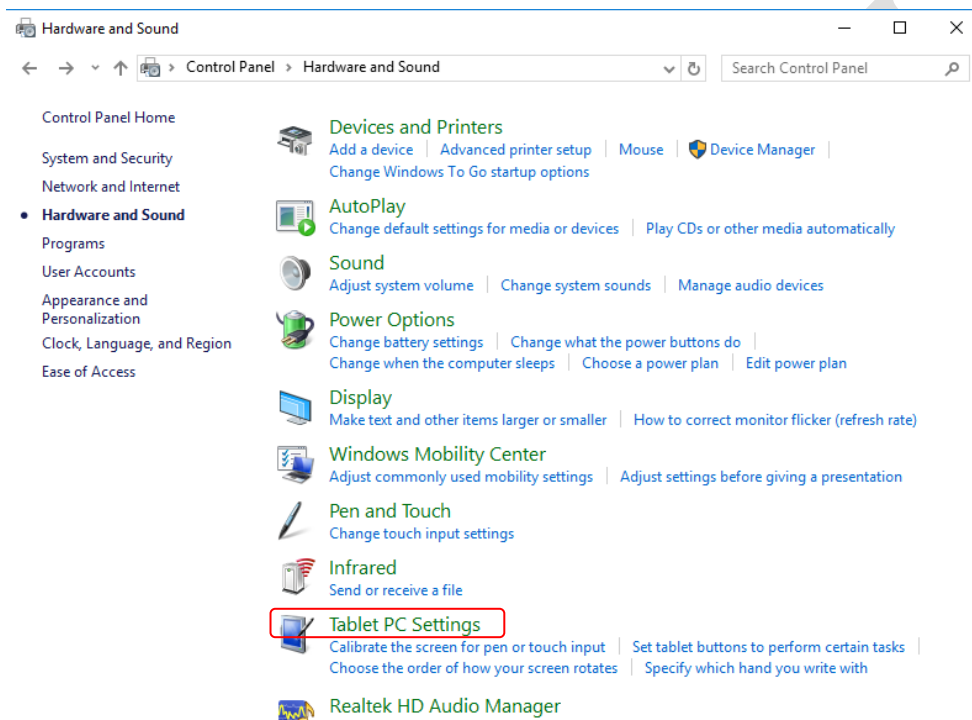 Hardware and Sound
Control Panel > Hardware and Sound
Search Control Panel
Control Panel Home
System and Security
Network and Internet
Hardware and Sound
Programs
User Accounts
Appearance and
Personalization
Clock, Language, and Region
Ease of Access
Devices and Printers
Add a device | Advanced printer setup | Mouse | Device Manager |
Change Windows To Go startup options
AutoPlay
Change default settings for media or devices | Play CDs or other media automatically
Sound
Adjust system volume | Change system sounds | Manage audio devices
Power Options
Change battery settings | Change what the power buttons do |
Change when the computer sleeps | Choose a power plan | Edit power plan
Display
Make text and other items larger or smaller | How to correct monitor flicker (refresh rate)
Windows Mobility Center
Adjust commonly used mobility settings | Adjust settings before giving a presentation
Pen and Touch
Change touch input settings
Infrared
Send or receive a file
Tablet PC Settings
Calibrate the screen for pen or touch input | Set tablet buttons to perform certain tasks |
Choose the order of how your screen rotates | Specify which hand you write with
Realtek HD Audio Manager